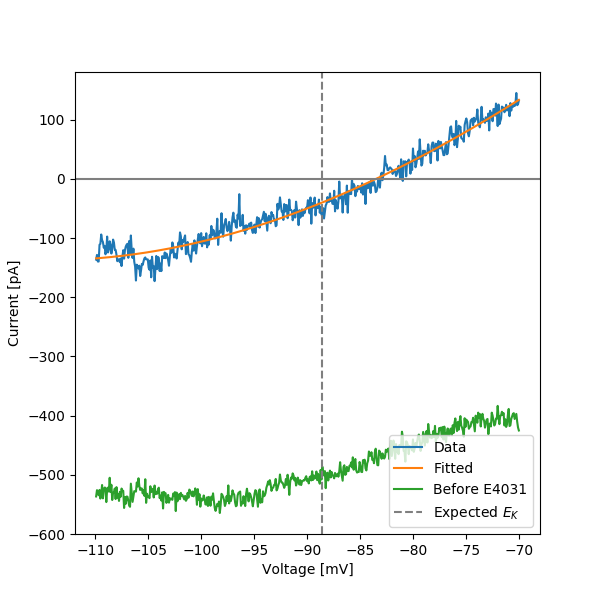 100
0
−100
−200
−300
−400
−500
−600
Current [pA]
−110
−105
−100
−95
−90
−85
−80
−75
−70
Voltage [mV]
Data
Fitted
Before E4031
Expected E_K